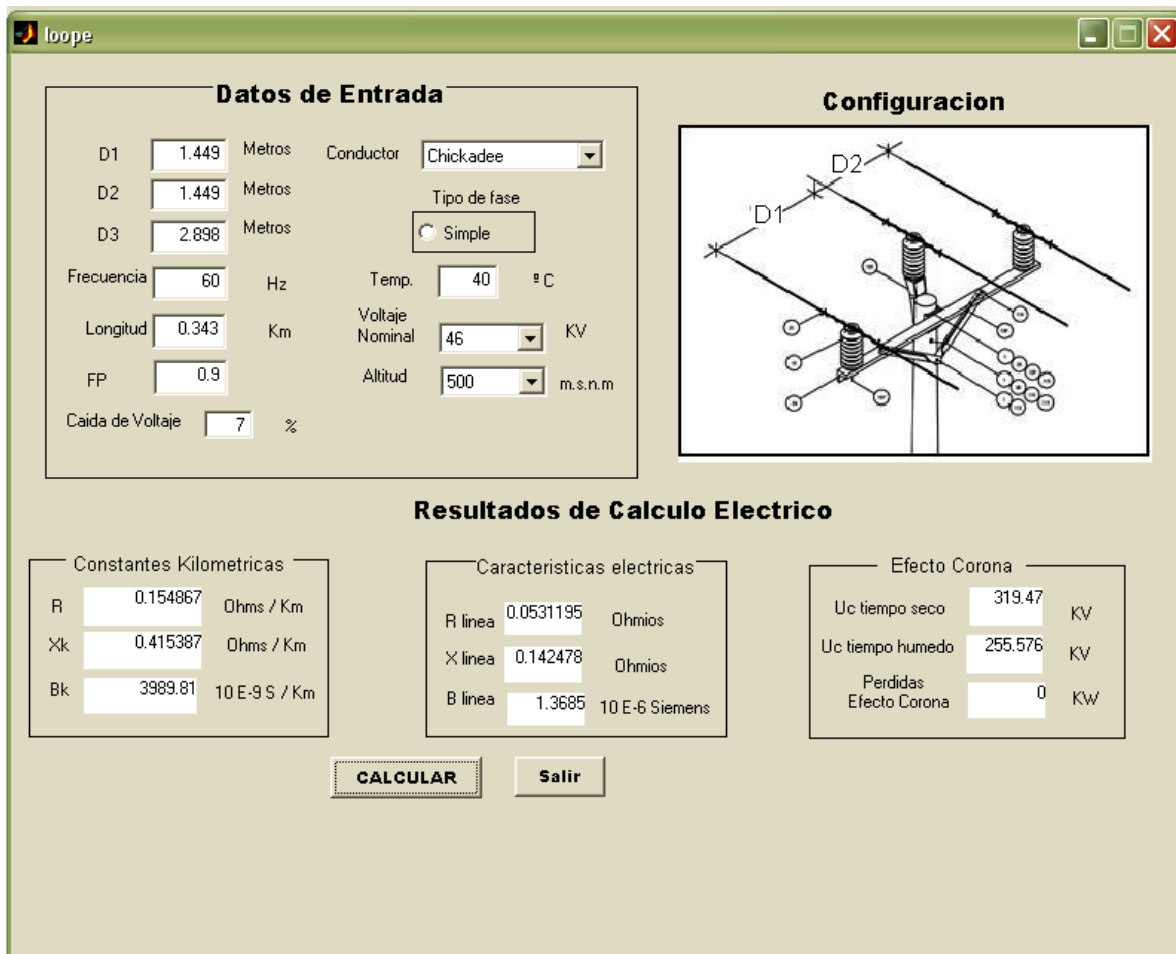 loope
Datos de Entrada
Configuracion
D1 1.449 Metros Conductor Chickadee
D2 1.449 Metros Tipo de fase
D3 2.898 Metros Simple
Frecuencia 60 Hz Temp. 40 º C
Longitud 0.343 Km Voltaje Nominal 46 KV
FP 0.9 Altitud 500 m.s.n.m
Caida de Voltaje 7 %
D2
D1
Resultados de Calculo Electrico
Constantes Kilometricas
R 0.154867 Ohms / Km
Xk 0.415387 Ohms / Km
Bk 3989.81 10 E-9 S / Km
Caracteristicas electricas
R linea 0.0531195 Ohmios
X linea 0.142478 Ohmios
B linea 1.3685 10 E-6 Siemens
Efecto Corona
Uc tiempo seco 319.47 KV
Uc tiempo humedo 255.576 KV
Perdidas
Efecto Corona 0 KW
CALCULAR Salir